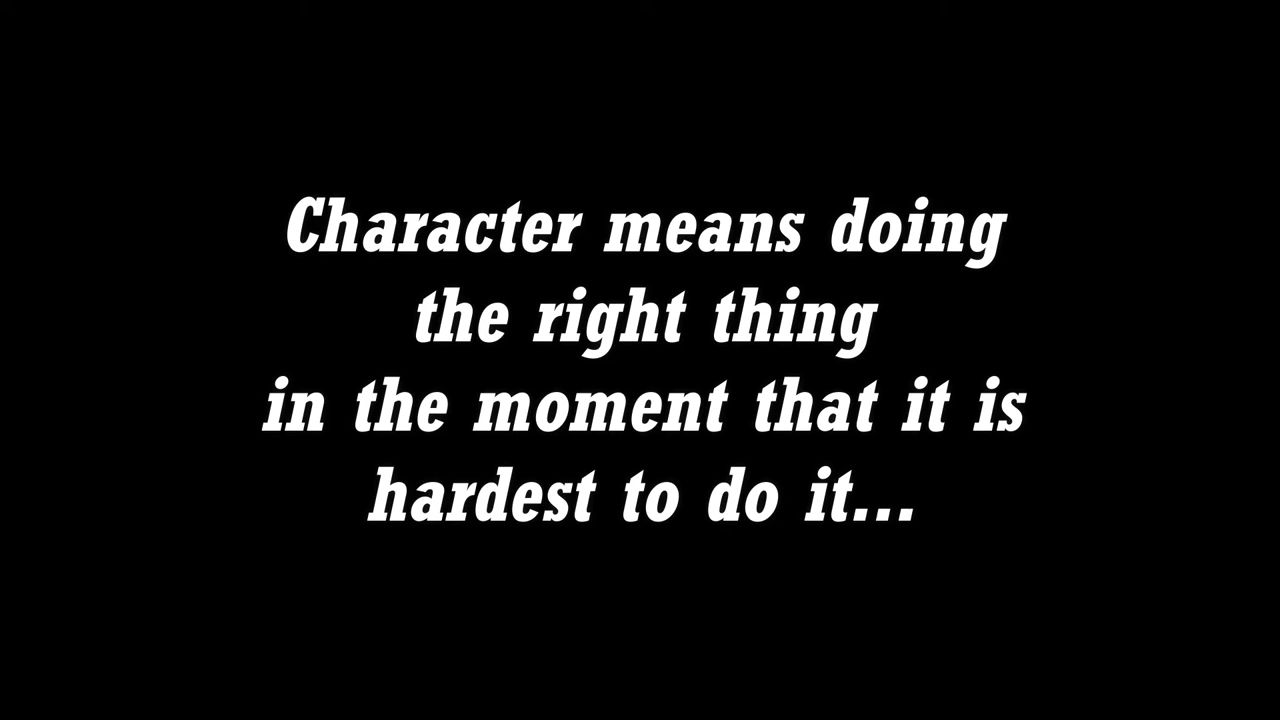 Character means doing
the right thing
in the moment that it is
hardest to do it...